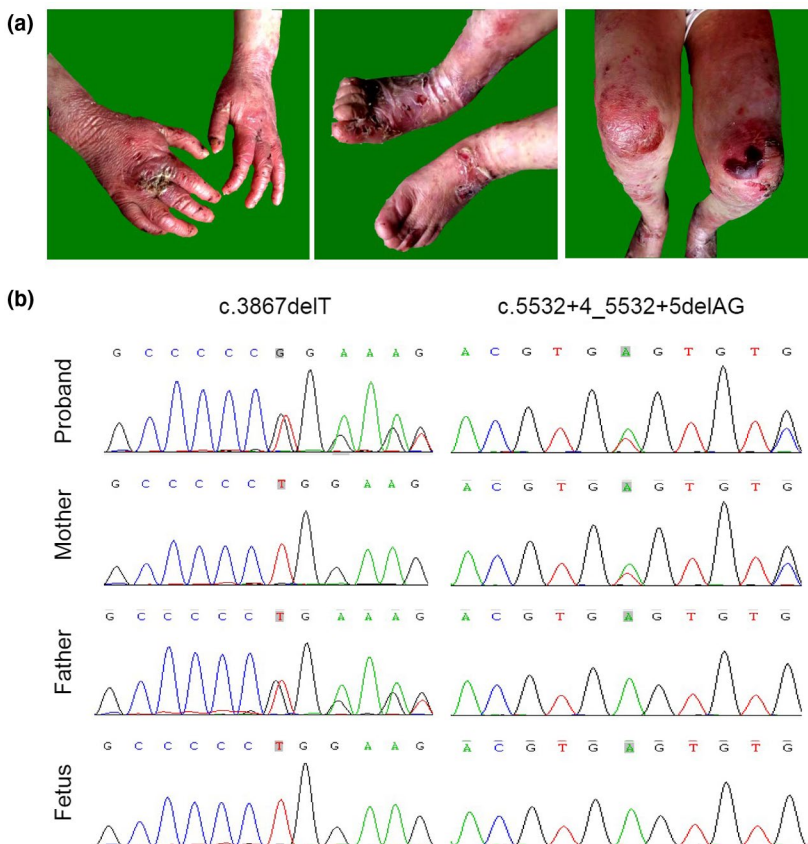 (a)
(b)
c.3867delT c.5532+4_5532+5delAG
Proband
G C C C C C G G A A A G A C G T G A G T G T G
Mother
G C C C C C T G G A A G A C G T G A G T G T G
Father
G C C C C C T G A A A G A C G T G A G T G T G
Fetus
G C C C C C T G G A A G A C G T G A G T G T G